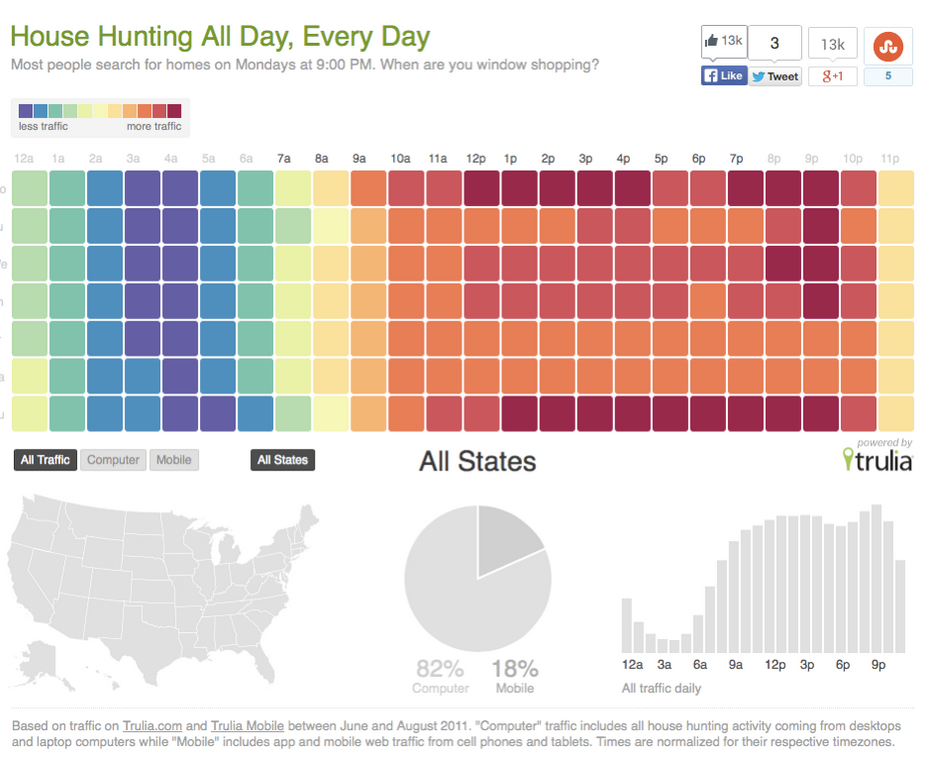 House Hunting All Day, Every Day
Most people search for homes on Mondays at 9:00 PM. When are you window shopping?
13k 3 13k
Like Tweet g+1 5
less traffic more traffic
12a 1a 2a 3a 4a 5a 6a 7a 8a 9a 10a 11a 12p 1p 2p 3p 4p 5p 6p 7p 8p 9p 10p 11p
o
u
e
a
u
All Traffic Computer Mobile All States
All States
powered by
trulia
82% 18%
Computer Mobile
12a 3a 6a 9a 12p 3p 6p 9p
All traffic daily
Based on traffic on Trulia.com and Trulia Mobile between June and August 2011. "Computer" traffic includes all house hunting activity coming from desktops
and laptop computers while "Mobile" includes app and mobile web traffic from cell phones and tablets. Times are normalized for their respective timezones.